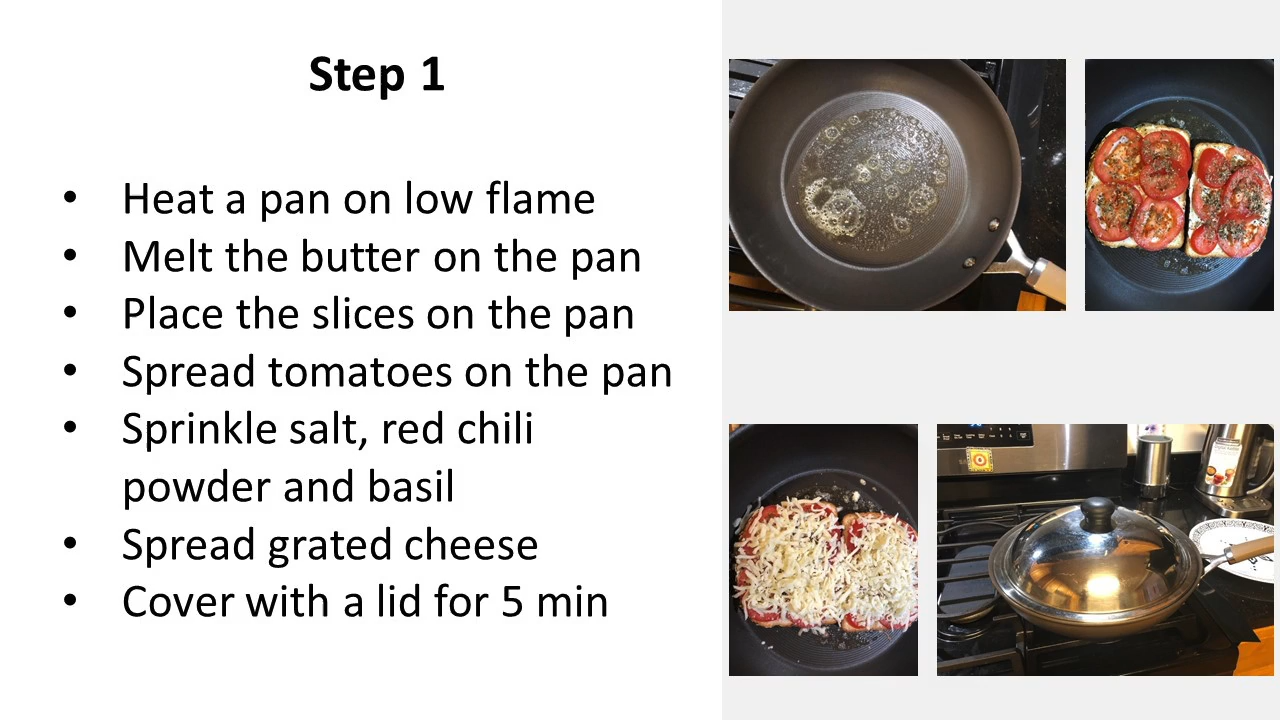 Step 1
• Heat a pan on low flame
• Melt the butter on the pan
• Place the slices on the pan
• Spread tomatoes on the pan
• Sprinkle salt, red chili
powder and basil
• Spread grated cheese
• Cover with a lid for 5 min